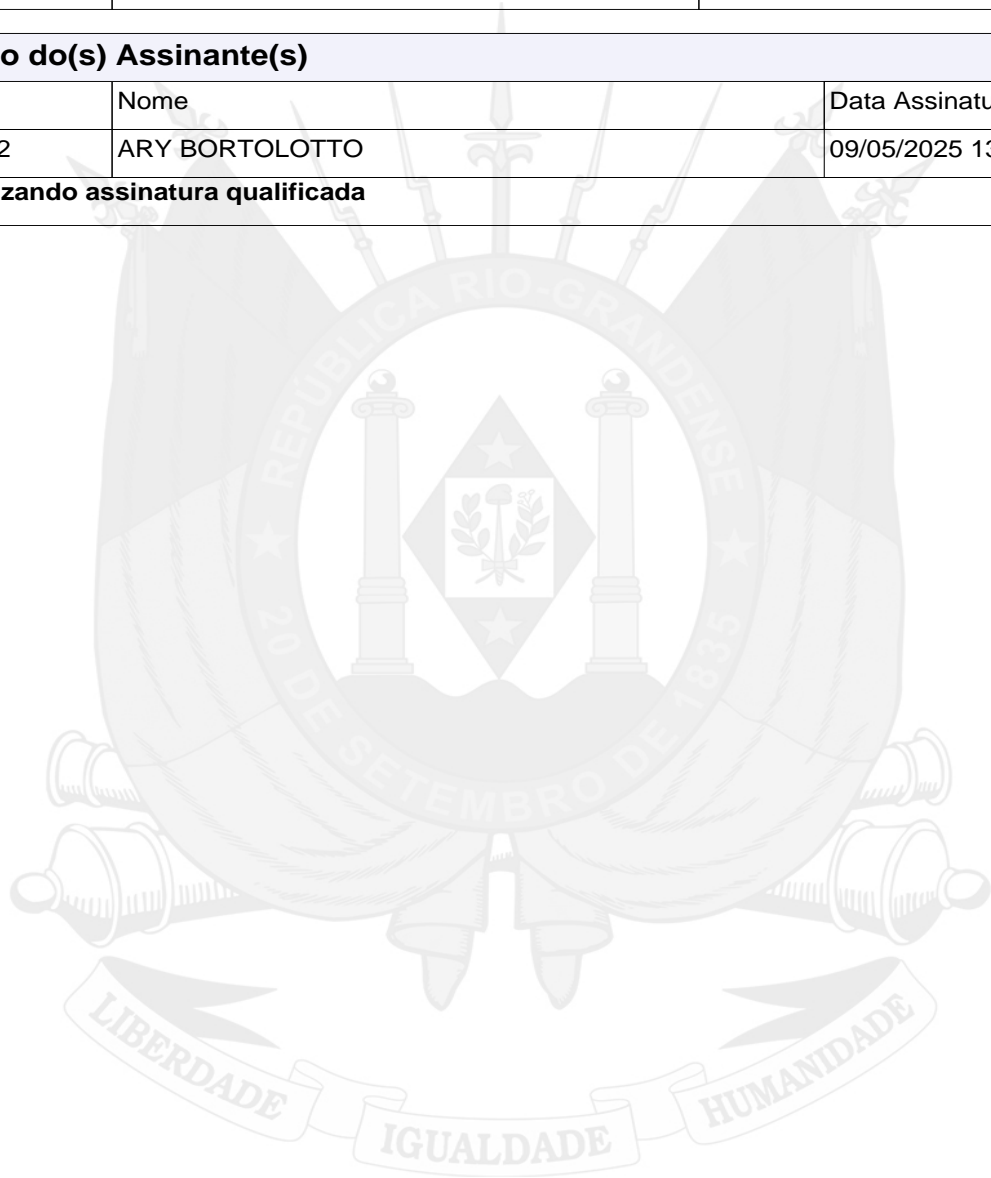 o do(s) Assinante(s)
Nome Data Assinatu
2 ARY BORTOLOTTO 09/05/2025 13
zando assinatura qualificada
REPÚBLICA RIO-GRANDENSE
20 DE SETEMBRO DE 1835
LIBERDADE IGUALDADE HUMANIDADE